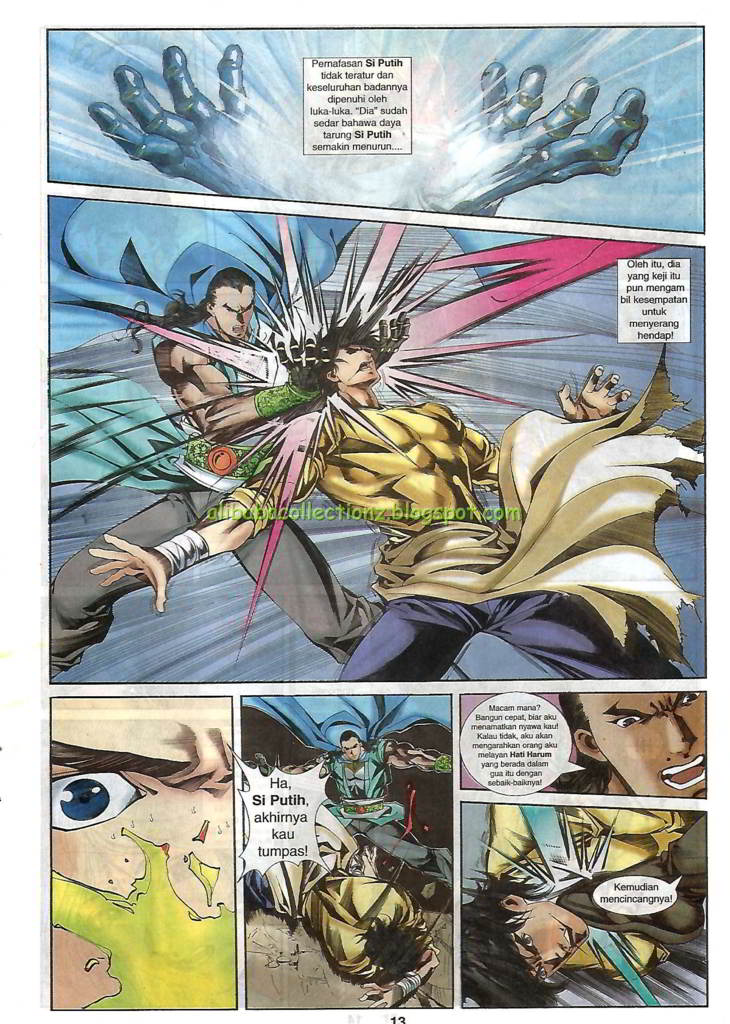 Pernafasan Si Putih
tidak teratur dan
keseluruhan badannya
dipenuhi oleh
luka-luka. "Dia" sudah
sedar bahawa daya
tarung Si Putih
semakin menurun....
Oleh itu, dia
yang keji itu
pun mengam
bil kesempatan
untuk
menyerang
hendap!
alibabacollectionz.blogspot.com
Ha,
Si Putih,
akhirnya
kau
tumpas!
Macam mana?
Bangun cepat, biar aku
menamatkan nyawa kau!
Kalau tidak, aku akan
mengarahkan orang aku
melayan Hati Harum
yang berada dalam
gua itu dengan
sebaik-baiknya!
Kemudian
mencincangnya!
13